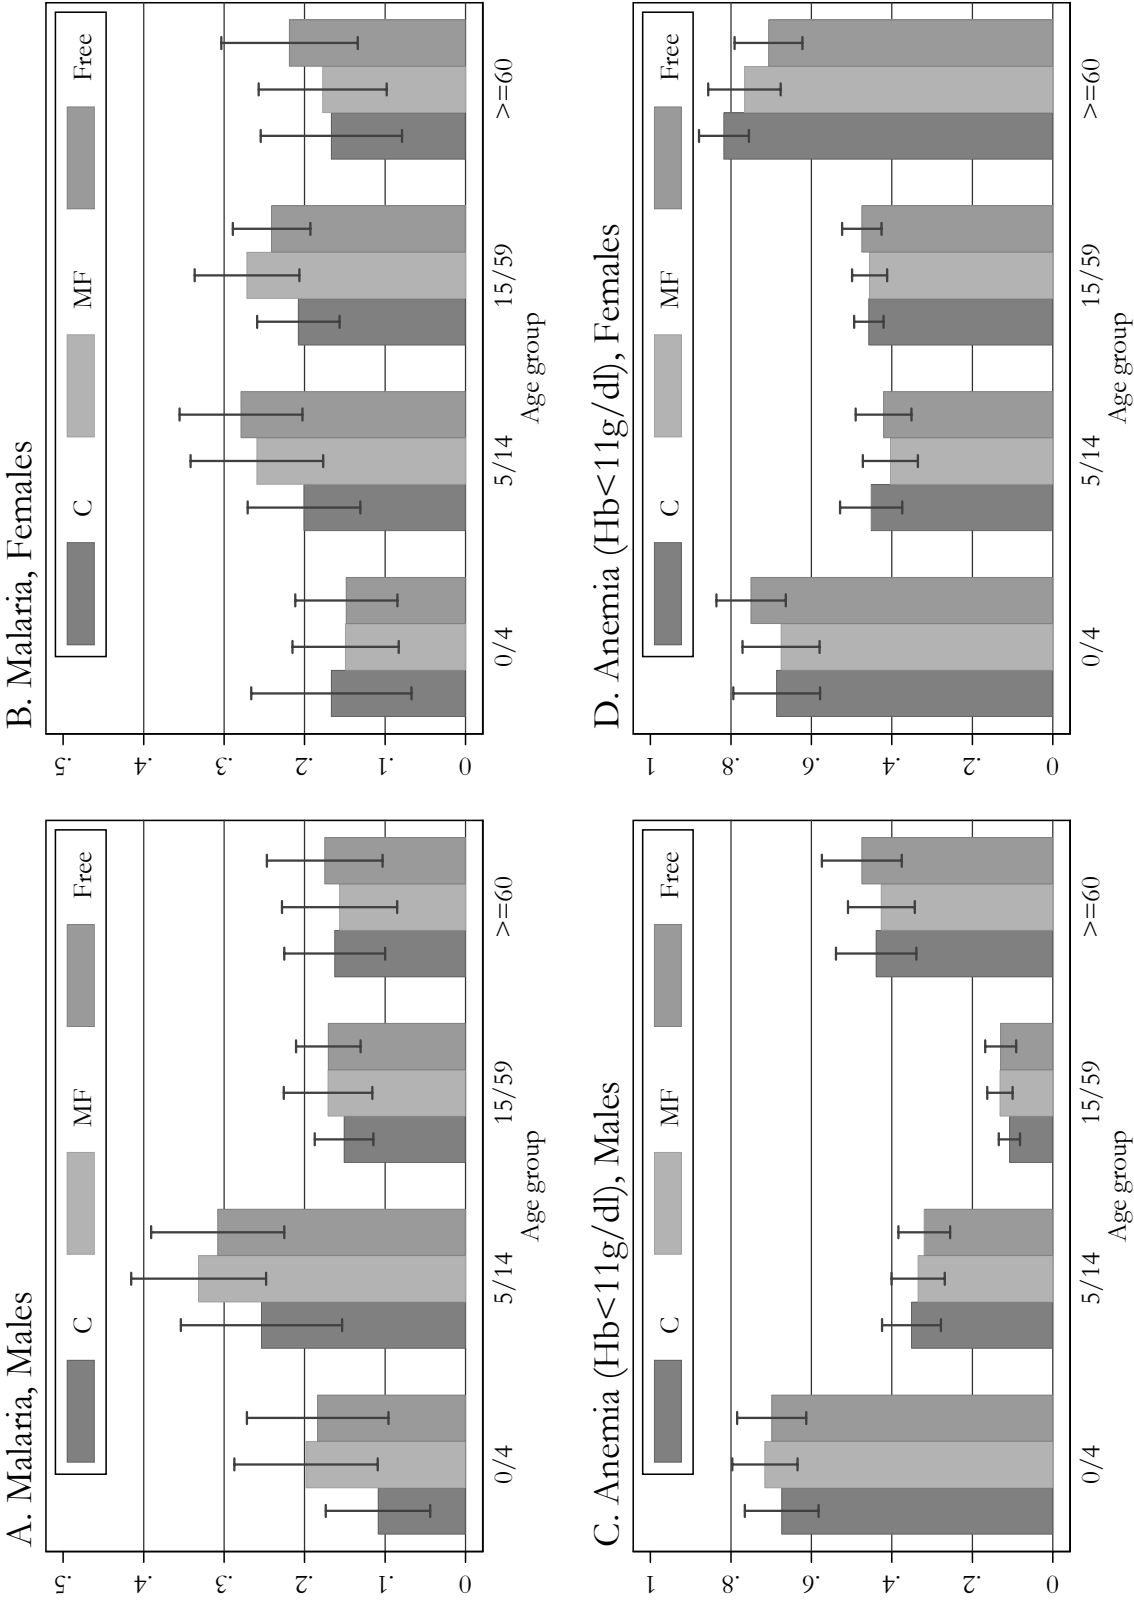 A. Malaria, Males
C MF Free
.5
.4
.3
.2
.1
0
0/4 5/14 15/59 >=60
Age group
B. Malaria, Females
C MF Free
.5
.4
.3
.2
.1
0
0/4 5/14 15/59 >=60
Age group
C. Anemia (Hb<11g/dl), Males
C MF Free
1
.8
.6
.4
.2
0
0/4 5/14 15/59 >=60
Age group
D. Anemia (Hb<11g/dl), Females
C MF Free
1
.8
.6
.4
.2
0
0/4 5/14 15/59 >=60
Age group